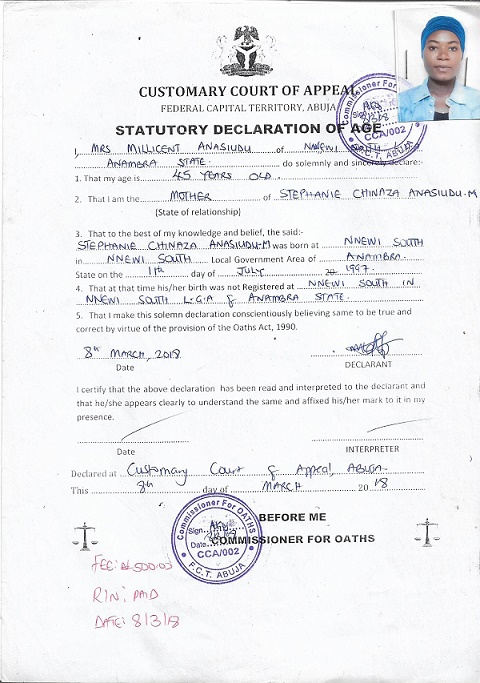 CUSTOMARY COURT OF APPEAL
FEDERAL CAPITAL TERRITORY, ABUJA
STATUTORY DECLARATION OF AGE
I, MRS MILLICENT ANASIUDU of NNEWI SOUTH
ANAMBRA STATE. do solemnly and sincerely declare:-
1. That my age is 45 YEARS OLD.
2. That I am the MOTHER of STEPHANIE CHINAZA ANASIUDU-M
(State of relationship)
3. That to the best of my knowledge and belief, the said:-
STEPHANIE CHINAZA ANASIUDU-M was born at NNEWI SOUTH
in NNEWI SOUTH Local Government Area of ANAMBRA.
State on the 11th day of JULY 1997.
4. That at that time his/her birth was not Registered at NNEWI SOUTH IN
NNEWI SOUTH L.G.A of ANAMBRA STATE.
5. That I make this solemn declaration conscientiously believing same to be true and
correct by virtue of the provision of the Oaths Act, 1990.
8th MARCH, 2018
Date
DECLARANT
I certify that the above declaration has been read and interpreted to the declarant and
that he/she appears clearly to understand the same and affixed his/her mark to it in my
presence.
Date
INTERPRETER
Declared at Customary Court of Appeal, ABUJA.
This 8th day of MARCH 2018
BEFORE ME
COMMISSIONER FOR OATHS
Commissioner For OATHS
Sign
Date
CCA/002
F.C.T. ABUJA
Commissioner For
CCA/002
F.C.T. ABUJA
FEE: ₦500:00
R/N: PAID
DATE: 8/3/18